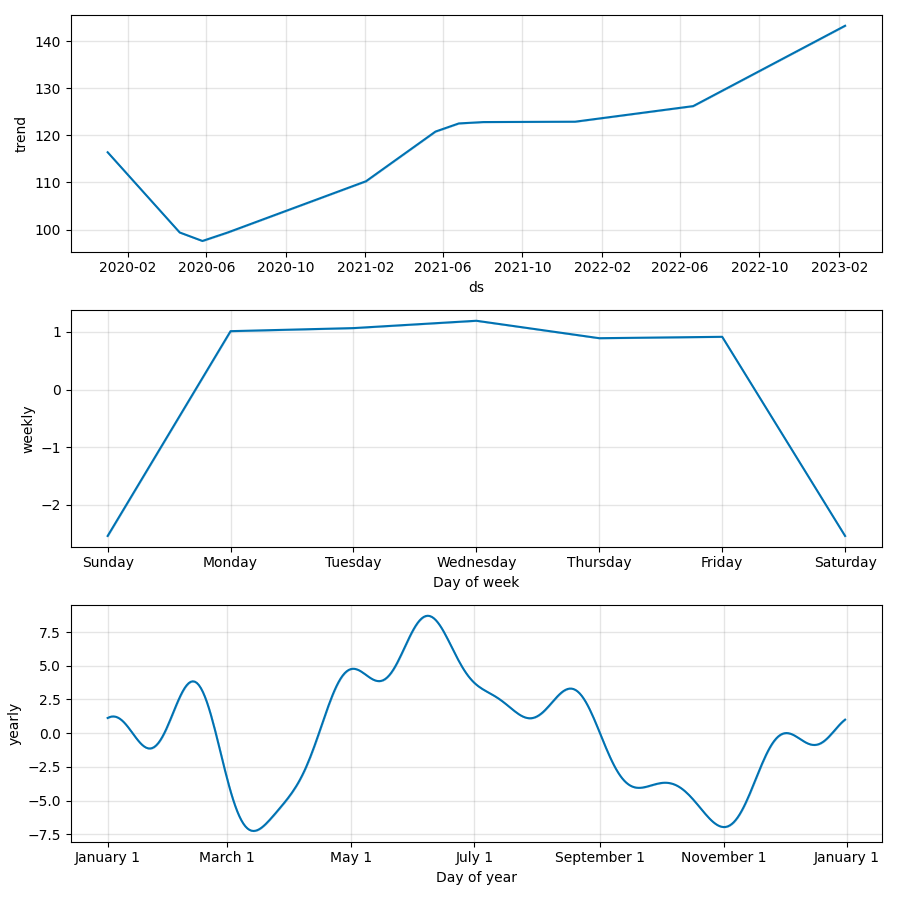 trend
140
130
120
110
100
2020-02 2020-06 2020-10 2021-02 2021-06 2021-10 2022-02 2022-06 2022-10 2023-02
ds
weekly
1
0
−1
−2
Sunday Monday Tuesday Wednesday Thursday Friday Saturday
Day of week
yearly
7.5
5.0
2.5
0.0
−2.5
−5.0
−7.5
January 1 March 1 May 1 July 1 September 1 November 1 January 1
Day of year